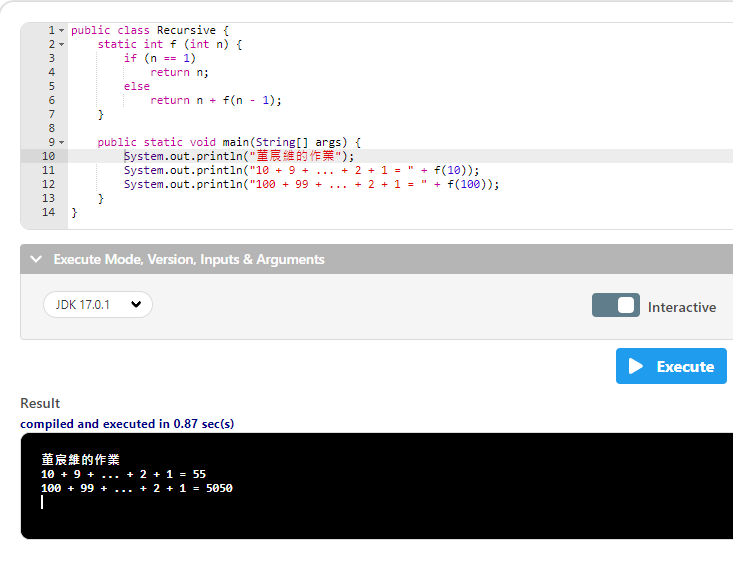 1 public class Recursive {
2 static int f (int n) {
3 if (n == 1)
4 return n;
5 else
6 return n + f(n - 1);
7 }
8
9 public static void main(String[] args) {
10 System.out.println("董宸維的作業");
11 System.out.println("10 + 9 + ... + 2 + 1 = " + f(10));
12 System.out.println("100 + 99 + ... + 2 + 1 = " + f(100));
13 }
14 }
Execute Mode, Version, Inputs & Arguments
JDK 17.0.1
Interactive
Execute
Result
compiled and executed in 0.87 sec(s)
董宸維的作業
10 + 9 + ... + 2 + 1 = 55
100 + 99 + ... + 2 + 1 = 5050